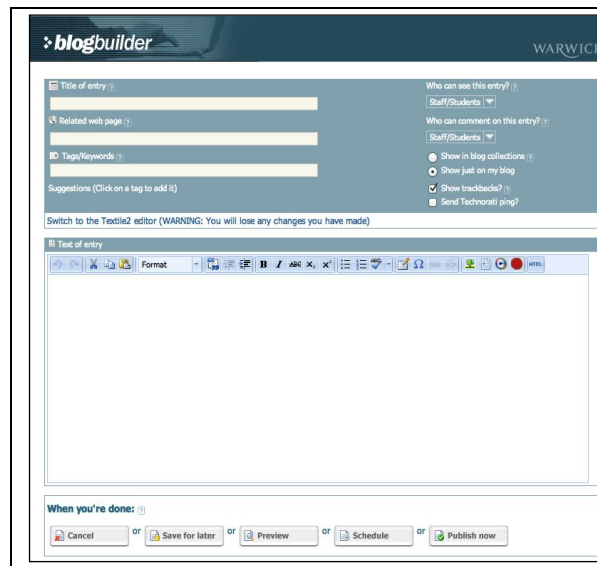 blogbuilder
WARWICK
Title of entry ?
Who can see this entry? ?
Staff/Students
Related web page ?
Who can comment on this entry? ?
Staff/Students
Tags/Keywords ?
Show in blog collections ?
Show just on my blog
Suggestions (Click on a tag to add it)
Show trackbacks? ?
Send Technorati ping?
Switch to the Textile2 editor (WARNING: You will lose any changes you have made)
Text of entry
Format B I ABC X, x² Ω HTML
When you're done: ?
Cancel or Save for later or Preview or Schedule or Publish now